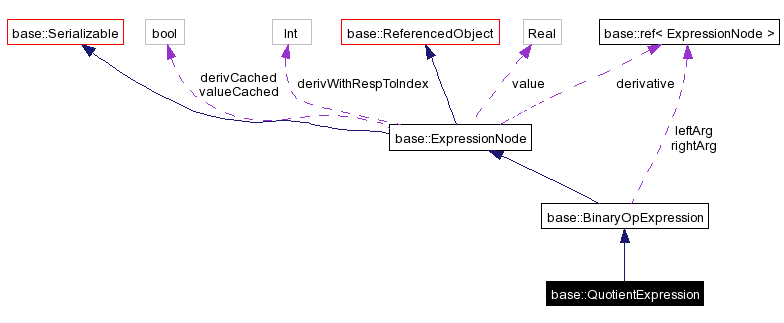 base::Serializable
bool
Int
base::ReferencedObject
Real
base::ref< ExpressionNode >
derivCached
valueCached
derivWithRespToIndex
value
derivative
base::ExpressionNode
leftArg
rightArg
base::BinaryOpExpression
base::QuotientExpression